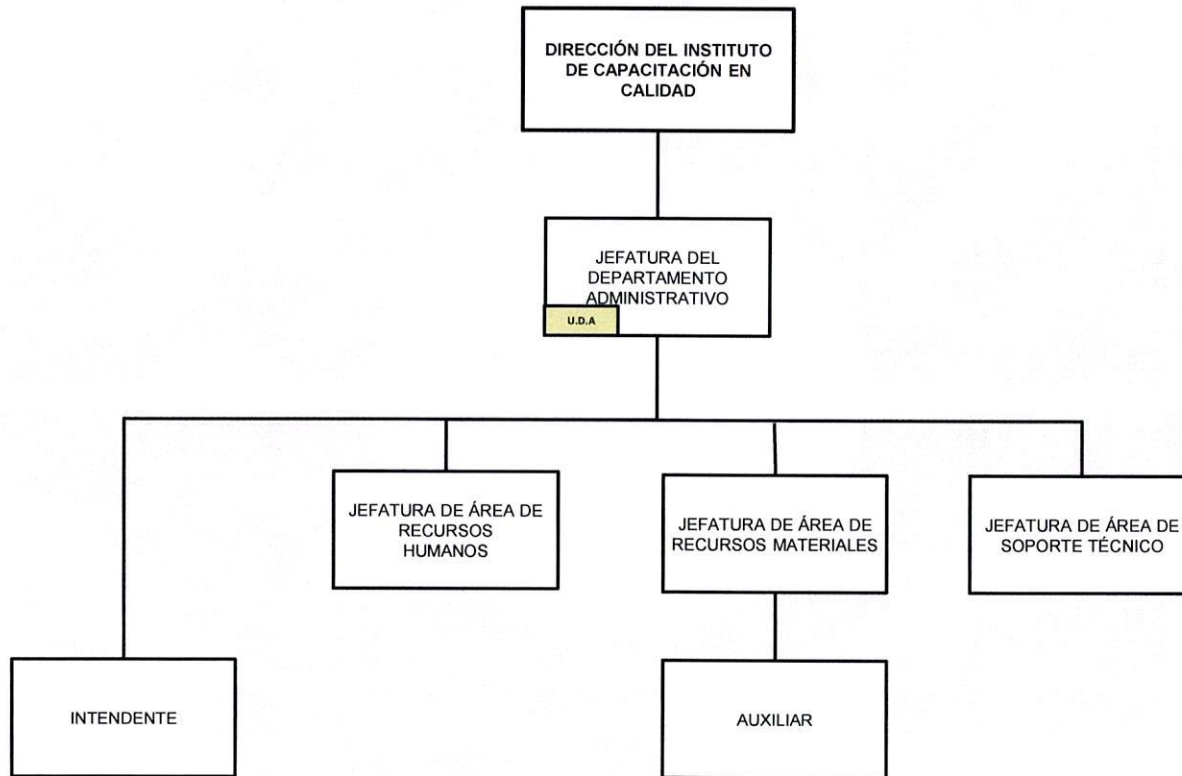 DIRECCIÓN DEL INSTITUTO
DE CAPACITACIÓN EN
CALIDAD
JEFATURA DEL
DEPARTAMENTO
ADMINISTRATIVO
U.D.A
JEFATURA DE ÁREA DE
RECURSOS
HUMANOS
JEFATURA DE ÁREA DE
RECURSOS MATERIALES
JEFATURA DE ÁREA DE
SOPORTE TÉCNICO
INTENDENTE
AUXILIAR